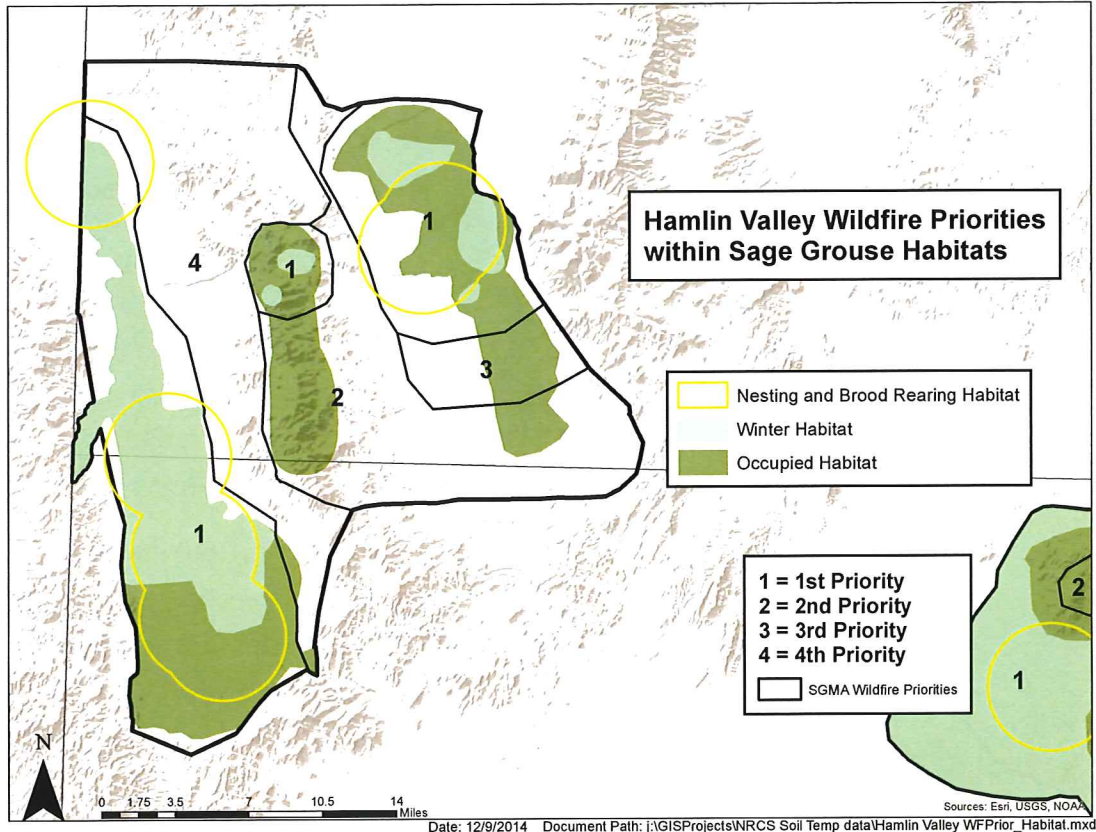 Hamlin Valley Wildfire Priorities
within Sage Grouse Habitats
4
1
1
3
2
1
Nesting and Brood Rearing Habitat
Winter Habitat
Occupied Habitat
1 = 1st Priority
2 = 2nd Priority
3 = 3rd Priority
4 = 4th Priority
SGMA Wildfire Priorities
2
1
N
0 1.75 3.5 7 10.5 14
Miles
Sources: Esri, USGS, NOAA
Date: 12/9/2014 Document Path: j:\GISProjects\NRCS Soil Temp data\Hamlin Valley WFPrior_Habitat.mxd